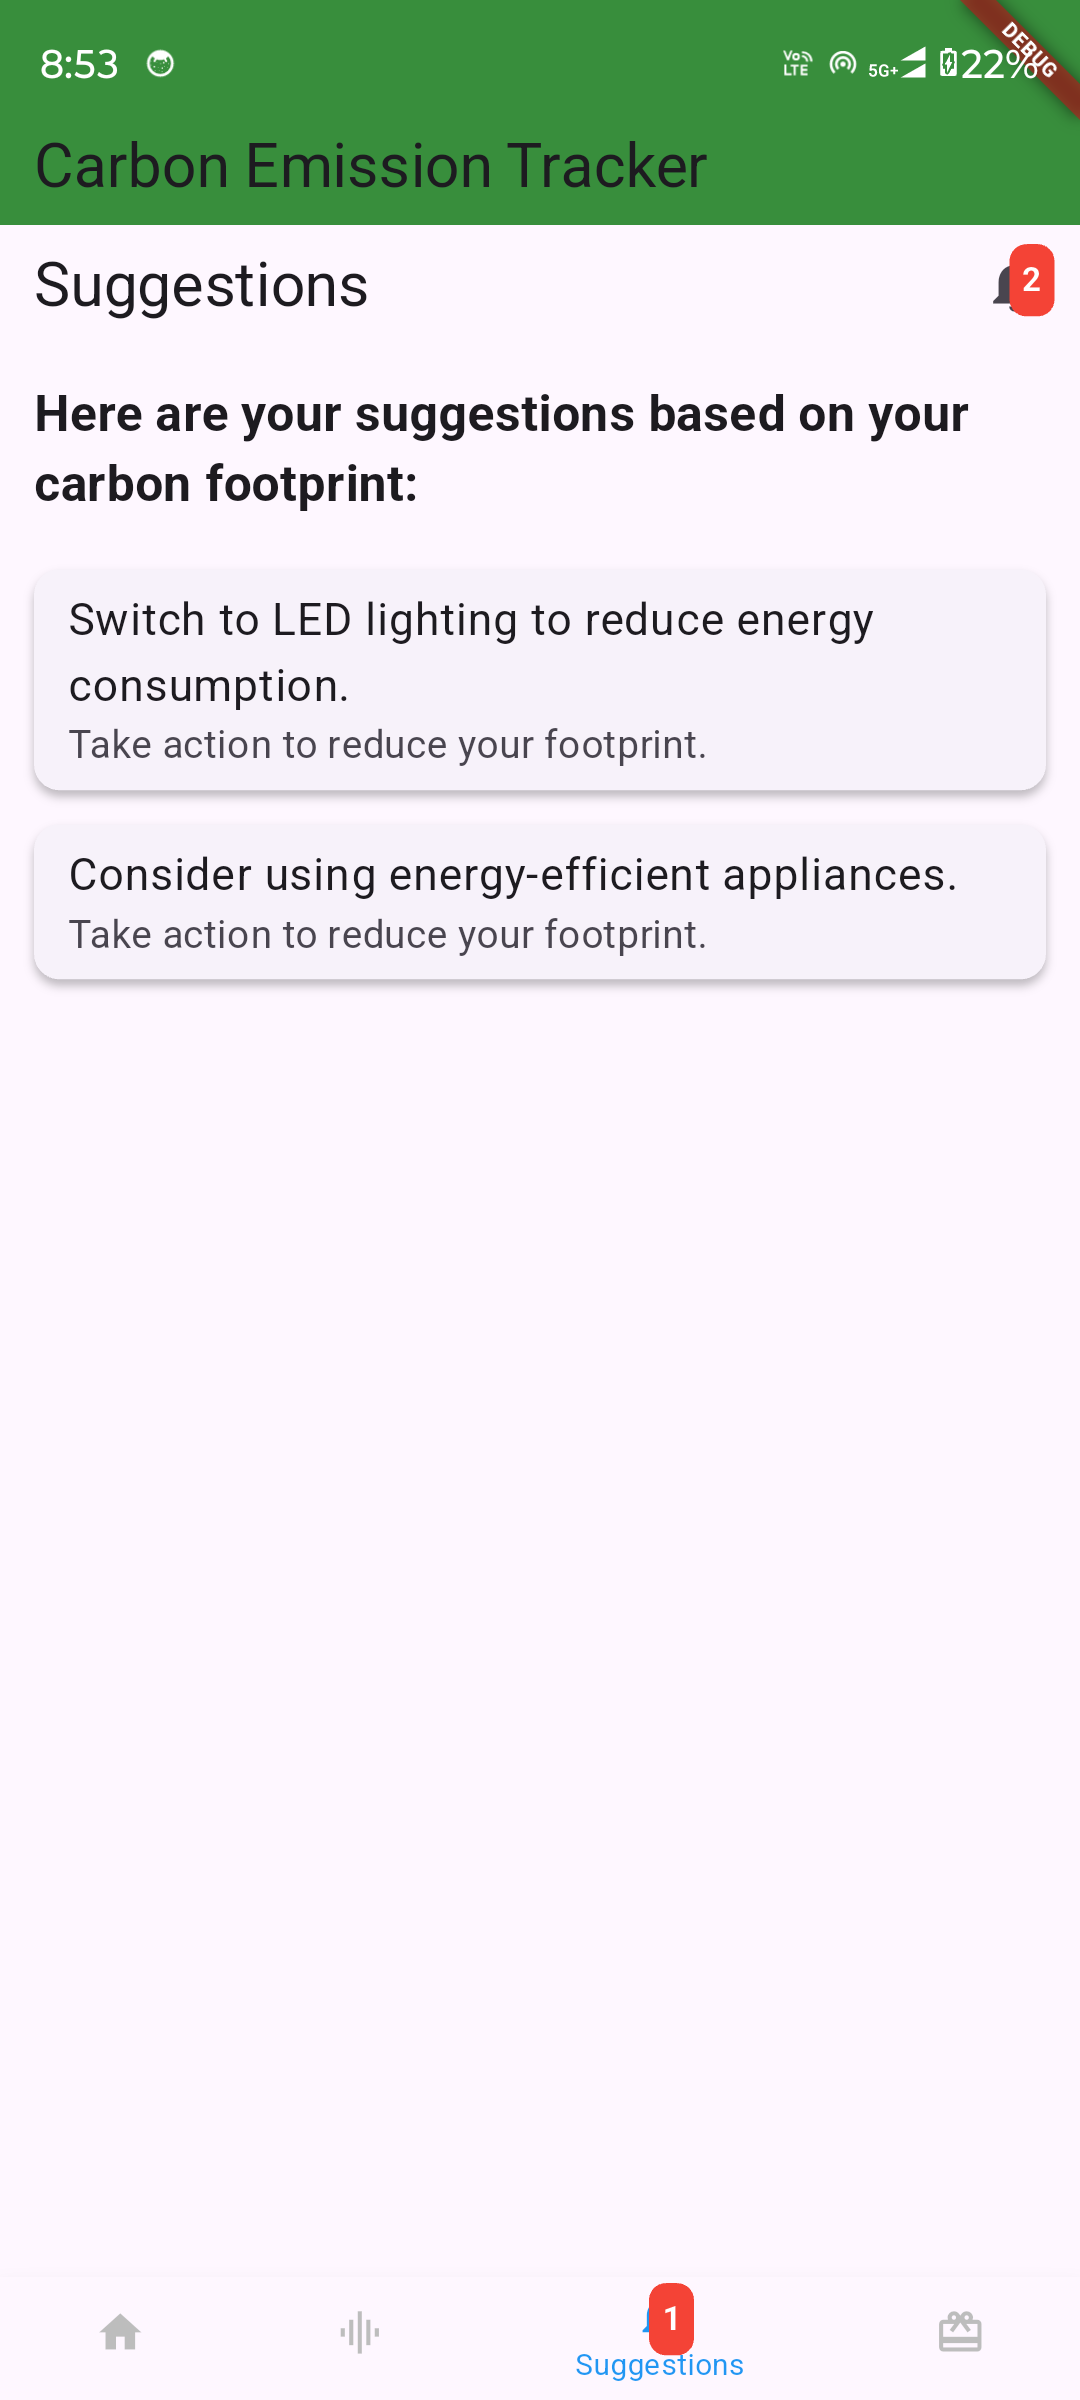 8:53
Vo LTE
5G+
22%
DEBUG
Carbon Emission Tracker
Suggestions
2
Here are your suggestions based on your
carbon footprint:
Switch to LED lighting to reduce energy
consumption.
Take action to reduce your footprint.
Consider using energy-efficient appliances.
Take action to reduce your footprint.
1
Suggestions